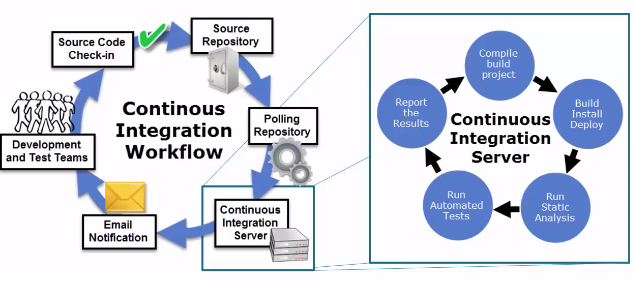 Source Code
Check-in
Source
Repository
Continous
Integration
Workflow
Polling
Repository
Development
and Test Teams
Email
Notification
Continuous
Integration
Server
Compile
build
project
Report
the
Results
Build
Install
Deploy
Continuous
Integration
Server
Run
Automated
Tests
Run
Static
Analysis